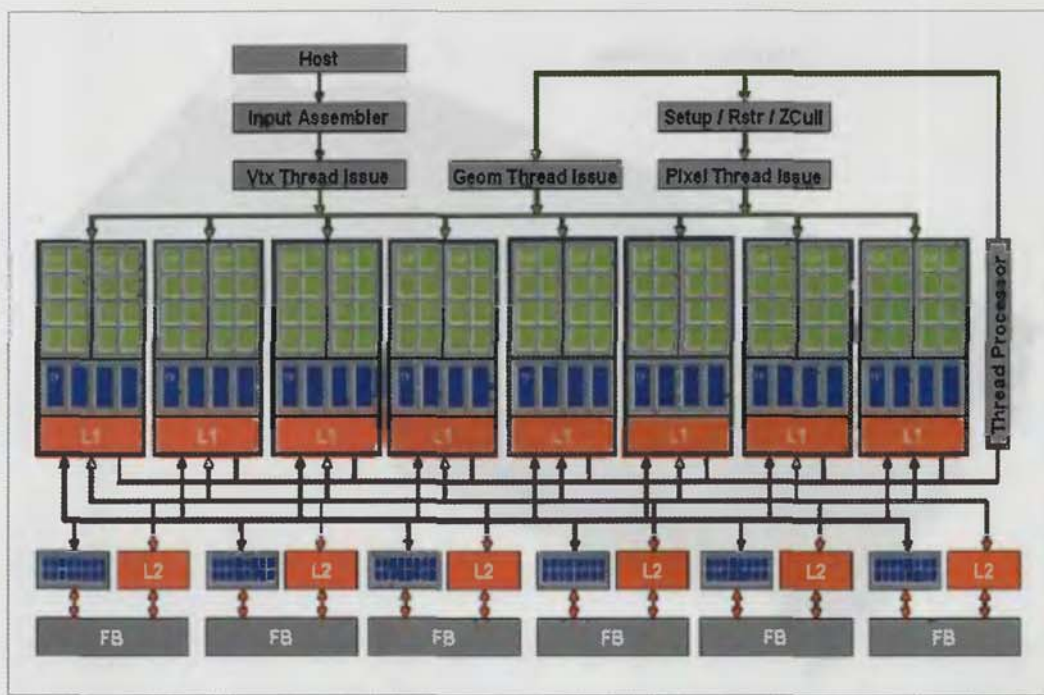 Host
Input Assembler
Setup / Rstr / ZCull
Vtx Thread Issue
Geom Thread Issue
Pixel Thread Issue
Thread Processor
L1
L1
L1
L1
L1
L1
L1
L1
L2
L2
L2
L2
L2
L2
FB
FB
FB
FB
FB
FB